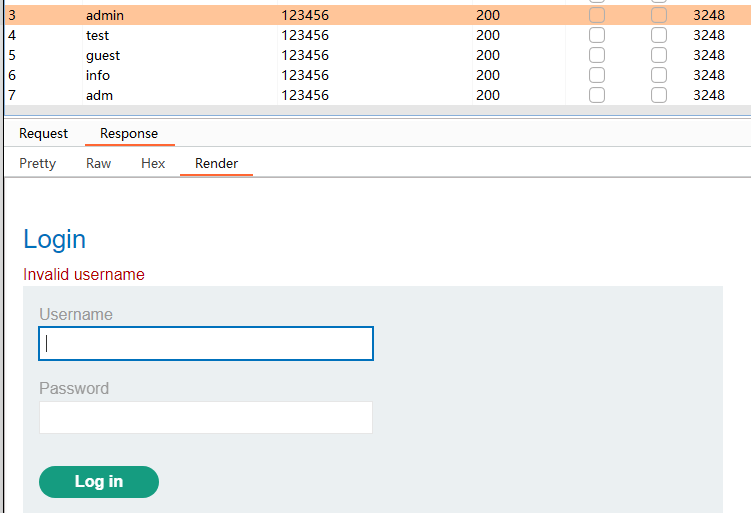 3 admin 123456 200 3248
4 test 123456 200 3248
5 guest 123456 200 3248
6 info 123456 200 3248
7 adm 123456 200 3248
Request Response
Pretty Raw Hex Render
Login
Invalid username
Username
Password
Log in